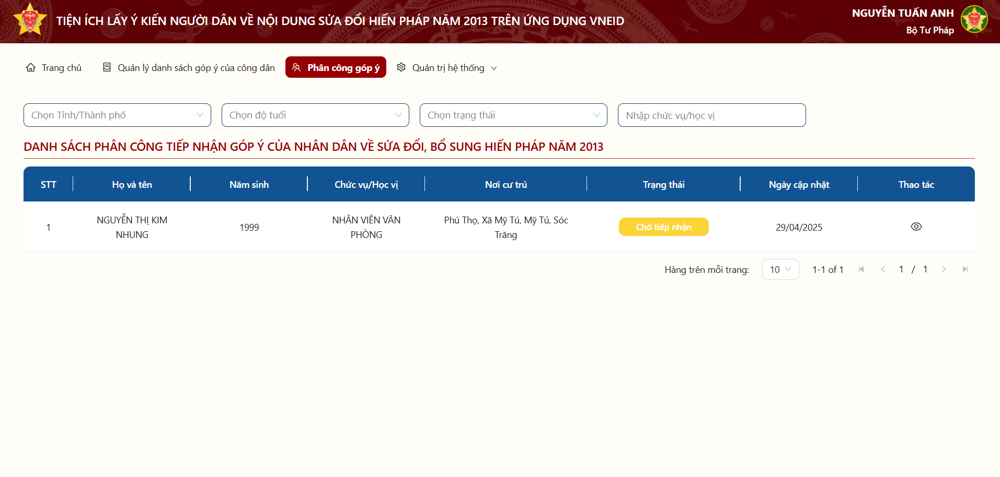 VNeID
TIỆN ÍCH LẤY Ý KIẾN NGƯỜI DÂN VỀ NỘI DUNG SỬA ĐỔI HIẾN PHÁP NĂM 2013 TRÊN ỨNG DỤNG VNEID
NGUYỄN TUẤN ANH
Bộ Tư Pháp
Trang chủ
Quản lý danh sách góp ý của công dân
Phân công góp ý
Quản trị hệ thống
Chọn Tỉnh/Thành phố
Chọn độ tuổi
Chọn trạng thái
Nhập chức vụ/học vị
DANH SÁCH PHÂN CÔNG TIẾP NHẬN GÓP Ý CỦA NHÂN DÂN VỀ SỬA ĐỔI, BỔ SUNG HIẾN PHÁP NĂM 2013
STT
Họ và tên
Năm sinh
Chức vụ/Học vị
Nơi cư trú
Trạng thái
Ngày cập nhật
Thao tác
1
NGUYỄN THỊ KIM
NHUNG
1999
NHÂN VIÊN VĂN
PHÒNG
Phú Thọ, Xã Mỹ Tú, Mỹ Tú, Sóc
Trăng
Chờ tiếp nhận
29/04/2025
Hàng trên mỗi trang:
10
1-1 of 1
1 / 1